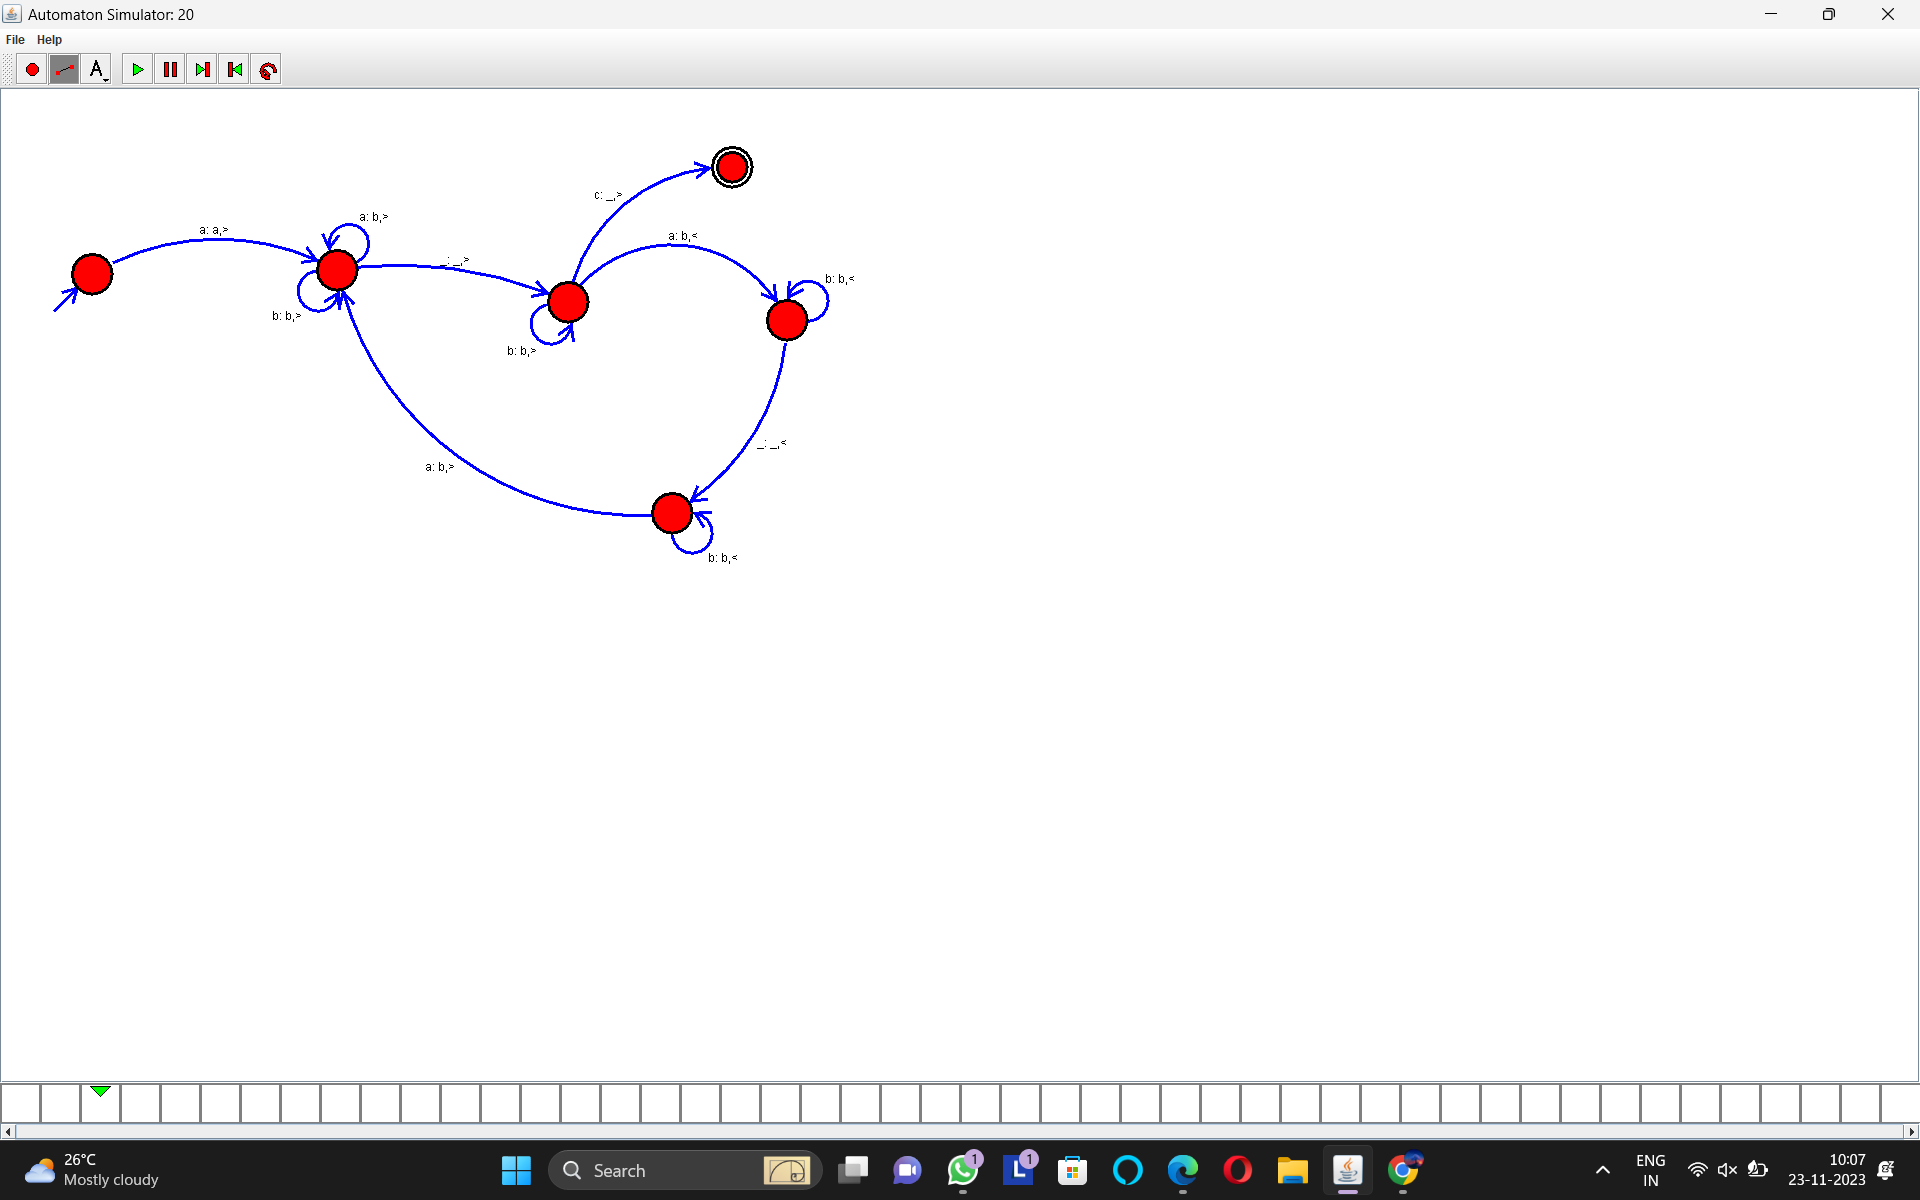 Automaton Simulator: 20
File Help
A
c: _,>
a: b,>
a: a,>
a: b,<
_: _,>
b: b,<
b: b,>
b: b,>
_: _,<
a: b,>
b: b,<
26°C
Mostly cloudy
Search
1
L
1
ENG
IN
10:07
23-11-2023